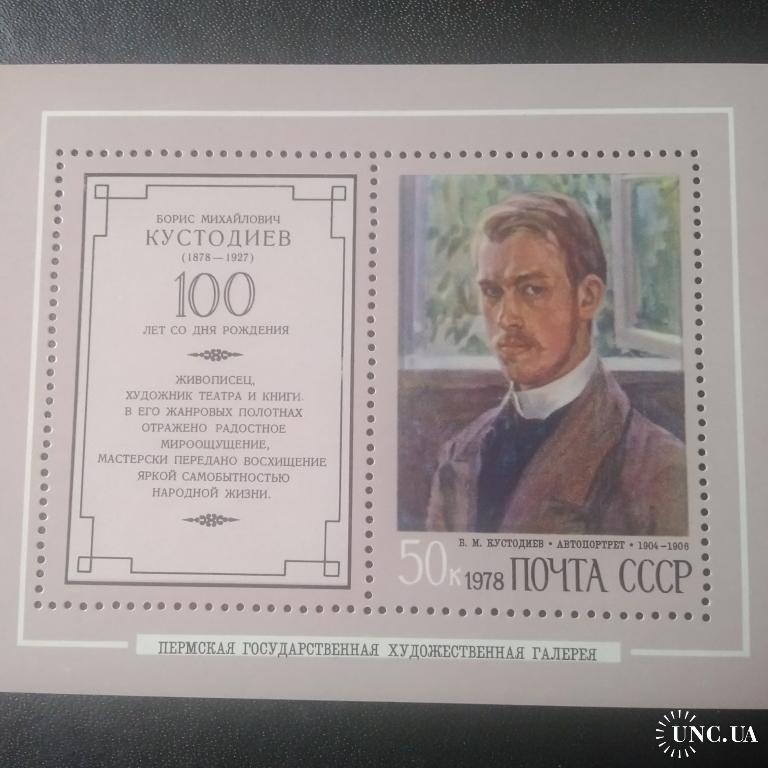 БОРИС МИХАЙЛОВИЧ
КУСТОДИЕВ
(1878—1927)
100
ЛЕТ СО ДНЯ РОЖДЕНИЯ
ЖИВОПИСЕЦ,
ХУДОЖНИК ТЕАТРА И КНИГИ.
В ЕГО ЖАНРОВЫХ ПОЛОТНАХ
ОТРАЖЕНО РАДОСТНОЕ
МИРООЩУЩЕНИЕ,
МАСТЕРСКИ ПЕРЕДАНО ВОСХИЩЕНИЕ
ЯРКОЙ САМОБЫТНОСТЬЮ
НАРОДНОЙ ЖИЗНИ.
Б. М. КУСТОДИЕВ • АВТОПОРТРЕТ • 1904–1906
50к 1978 ПОЧТА СССР
ПЕРМСКАЯ ГОСУДАРСТВЕННАЯ ХУДОЖЕСТВЕННАЯ ГАЛЕРЕЯ
UNC.UA